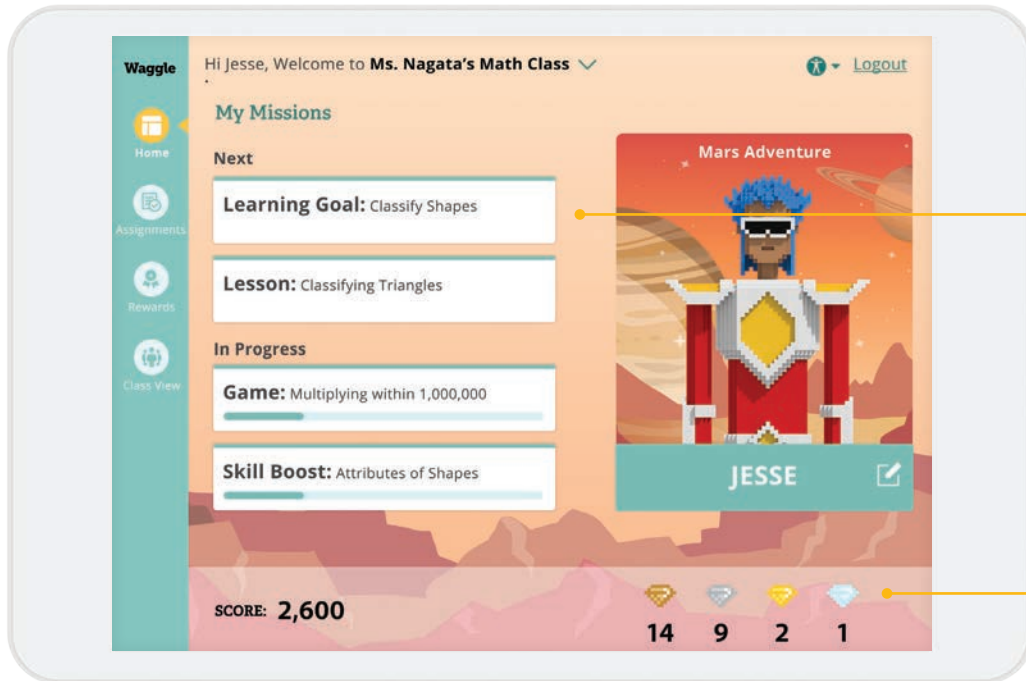 Waggle
Hi Jesse, Welcome to Ms. Nagata's Math Class
Logout
Home
Assignments
Rewards
Class View
My Missions
Next
Learning Goal: Classify Shapes
Lesson: Classifying Triangles
In Progress
Game: Multiplying within 1,000,000
Skill Boost: Attributes of Shapes
Mars Adventure
JESSE
SCORE: 2,600
14 9 2 1